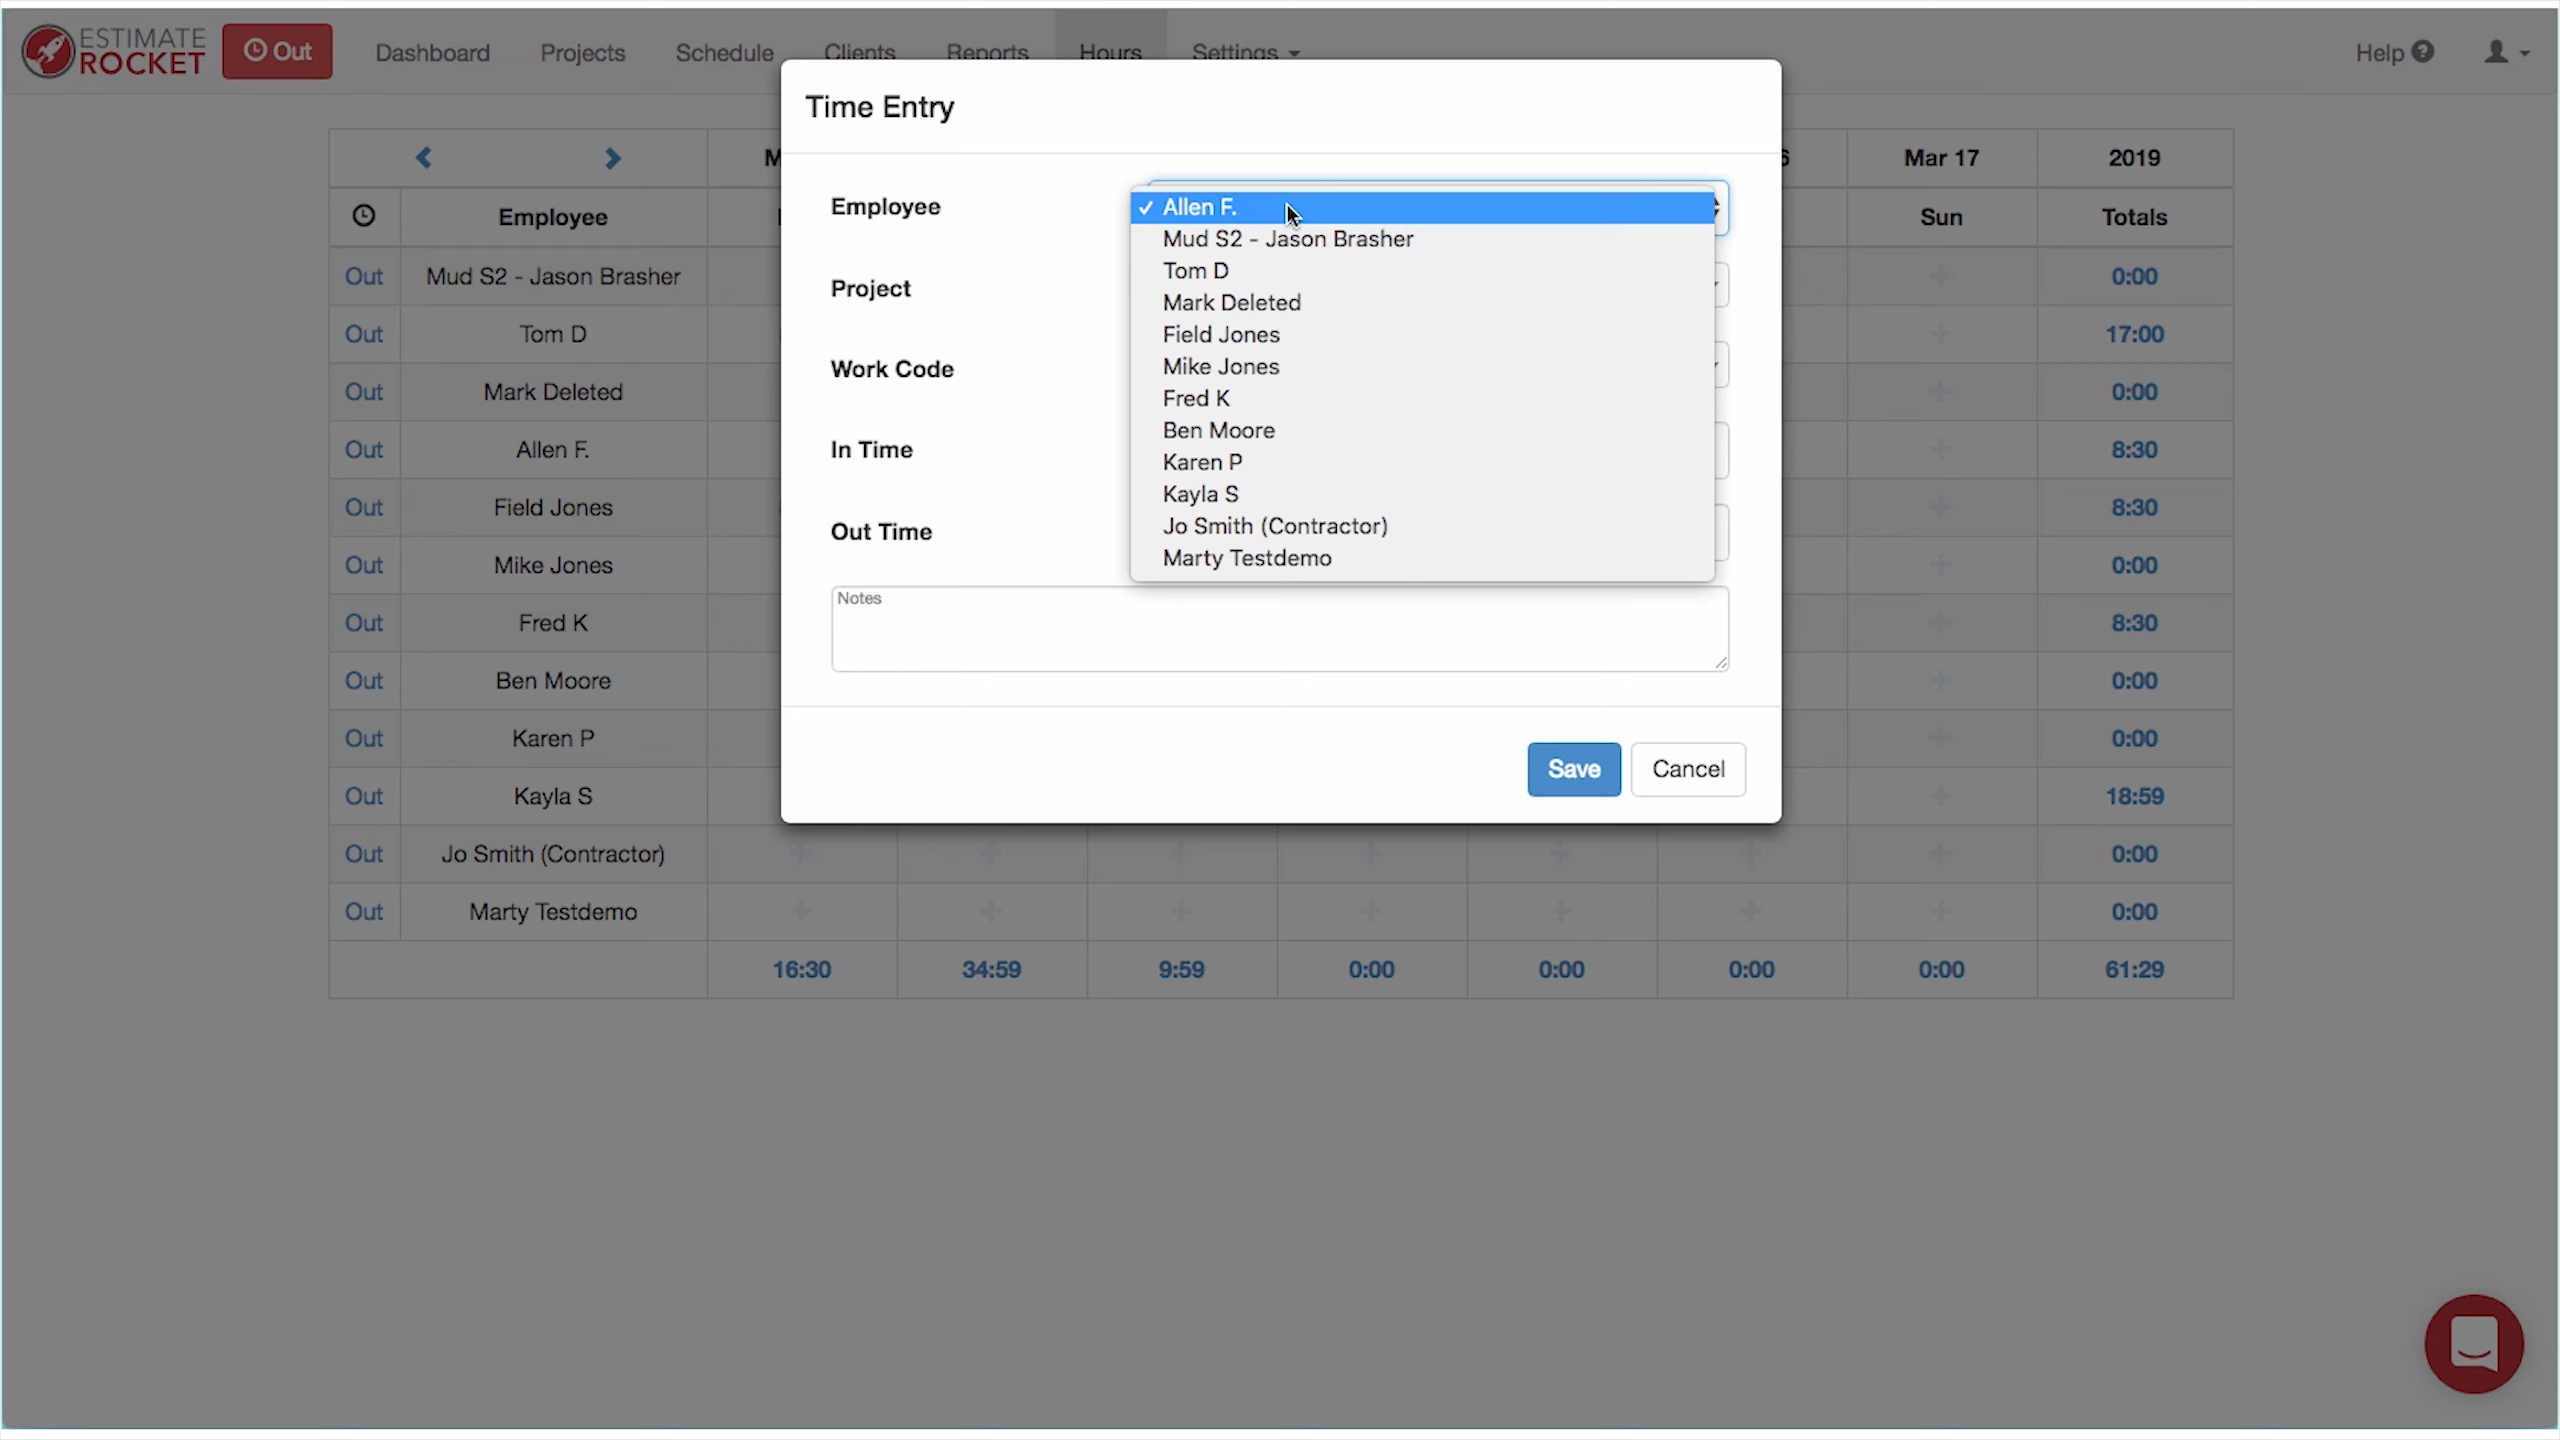 ESTIMATE
ROCKET
Out
Dashboard
Projects
Schedule
Clients
Reports
Hours
Settings
Help
Time Entry
Mar 17
2019
Employee
Sun
Totals
Employee
Allen F.
Mud S2 - Jason Brasher
Tom D
Mark Deleted
Field Jones
Mike Jones
Fred K
Ben Moore
Karen P
Kayla S
Jo Smith (Contractor)
Marty Testdemo
Project
Work Code
In Time
Out Time
Notes
Save
Cancel
Out Mud S2 - Jason Brasher 0:00
Out Tom D 17:00
Out Mark Deleted 0:00
Out Allen F. 8:30
Out Field Jones 8:30
Out Mike Jones 0:00
Out Fred K 8:30
Out Ben Moore 0:00
Out Karen P 0:00
Out Kayla S 18:59
Out Jo Smith (Contractor) 0:00
Out Marty Testdemo 0:00
16:30 34:59 9:59 0:00 0:00 0:00 0:00 61:29